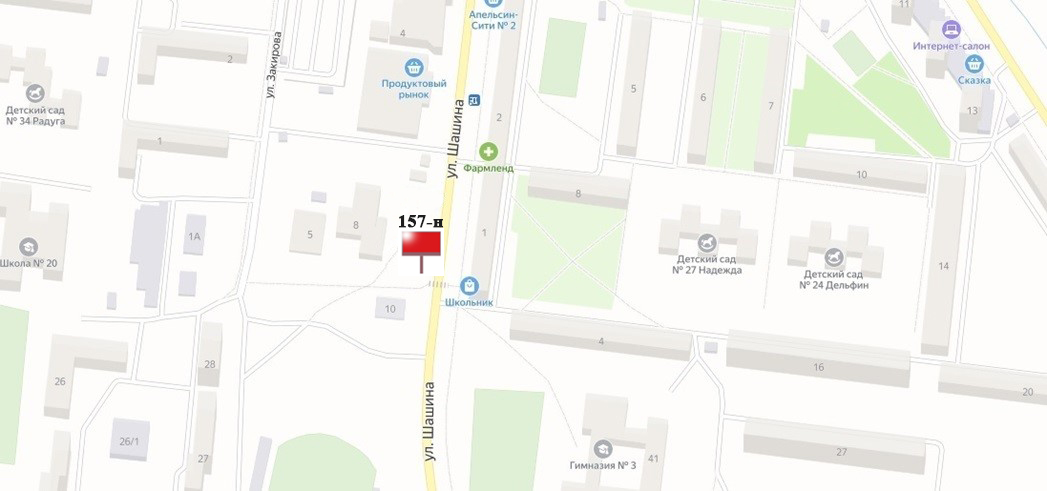 Апельсин-
Сити № 2
11
Интернет-салон
4
ул. Закирова
2
Сказка
Продуктовый
рынок
5
6
7
Детский сад
№ 34 Радуга
ул. Шашина
2
13
1
Фармленд
10
8
157-н
8
1А
5
1
Школа № 20
Детский сад
№ 27 Надежда
Детский сад
№ 24 Дельфин
14
Школьник
10
4
28
16
26
20
ул. Шашина
26/1
27
Гимназия № 3
41
27